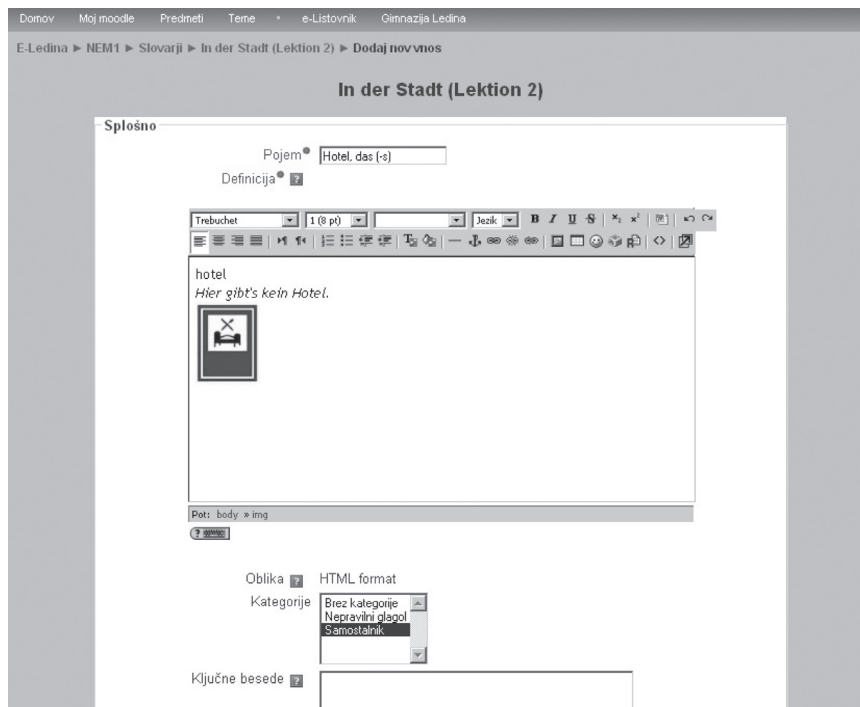 Domov Moj moodle Predmeti Teme • e-Listovnik Gimnazija Ledina
E-Ledina ► NEM1 ► Slovarji ► In der Stadt (Lektion 2) ► Dodaj nov vnos
In der Stadt (Lektion 2)
Splošno
Pojem Hotel, das (-s)
Definicija ?
Trebuchet 1 (8 pt) Jezik B I U S x₂ x²
hotel
Hier gibt's kein Hotel.
Pot: body » img
?
Oblika ? HTML format
Kategorije Brez kategorije
Nepravilni glagol
Samostalnik
Ključne besede ?